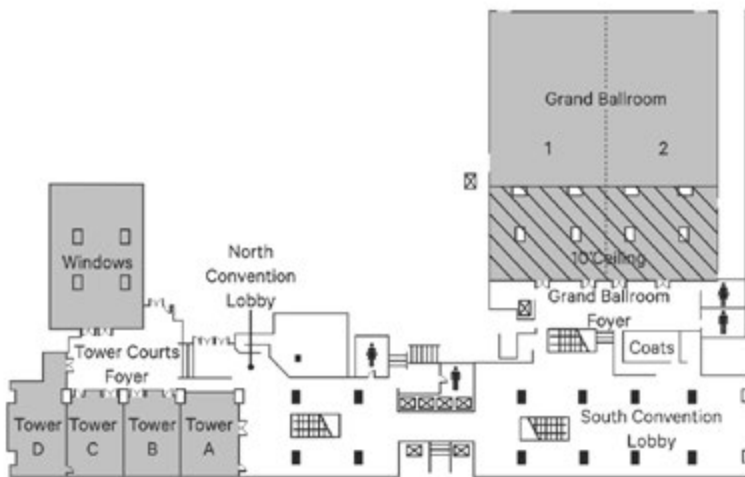 Grand Ballroom
1
2
10'Ceiling
Grand Ballroom
Foyer
Coats
South Convention
Lobby
North
Convention
Lobby
Windows
Tower Courts
Foyer
Tower
D
Tower
C
Tower
B
Tower
A